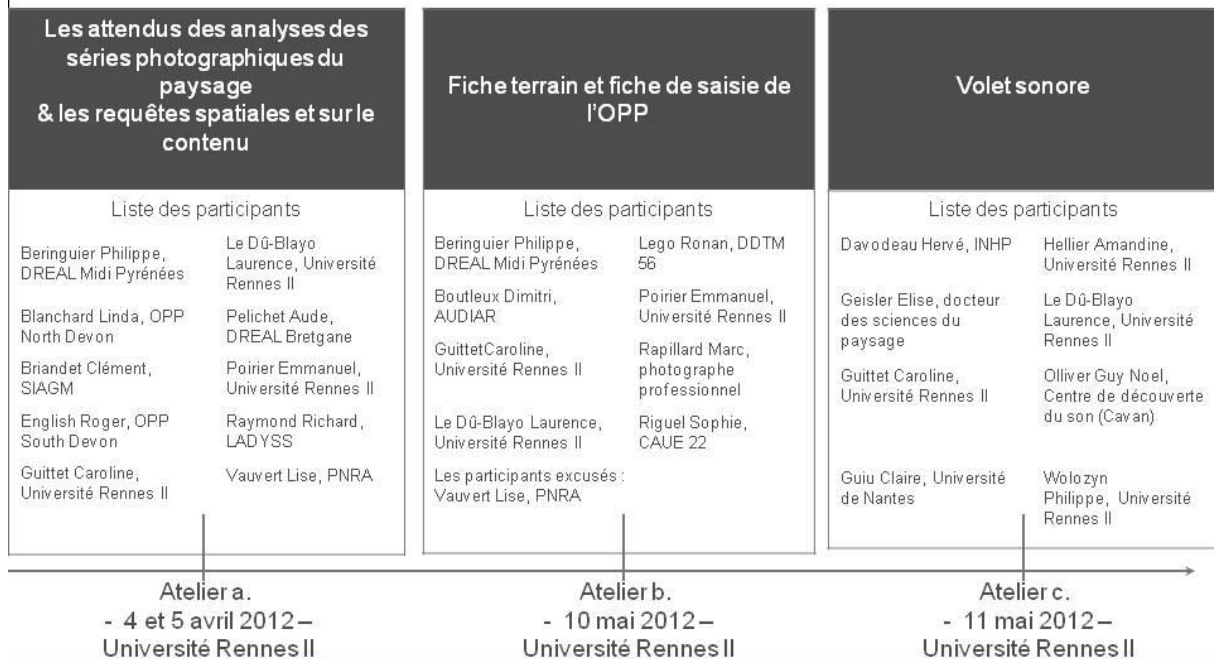 Les attendus des analyses des
séries photographiques du
paysage
& les requêtes spatiales et sur le
contenu
Liste des participants
Beringuier Philippe,
DREAL Midi Pyrénées
Blanchard Linda, OPP
North Devon
Briandet Clément,
SIAGM
English Roger, OPP
South Devon
Guittet Caroline,
Université Rennes II
Le Dû-Blayo
Laurence, Université
Rennes II
Pelichet Aude,
DREAL Bretgane
Poirier Emmanuel,
Université Rennes II
Raymond Richard,
LADYSS
Vauvert Lise, PNRA
Atelier a.
- 4 et 5 avril 2012 –
Université Rennes II
Fiche terrain et fiche de saisie de
l'OPP
Liste des participants
Beringuier Philippe,
DREAL Midi Pyrénées
Boutleux Dimitri,
AUDIAR
GuittetCaroline,
Université Rennes II
Le Dû-Blayo Laurence,
Université Rennes II
Les participants excusés :
Vauvert Lise, PNRA
Lego Ronan, DDTM
56
Poirier Emmanuel,
Université Rennes II
Rapillard Marc,
photographe
professionnel
Riguel Sophie,
CAUE 22
Atelier b.
- 10 mai 2012 –
Université Rennes II
Volet sonore
Liste des participants
Davodeau Hervé, INHP
Geisler Elise, docteur
des sciences du
paysage
Guittet Caroline,
Université Rennes II
Guiu Claire, Université
de Nantes
Hellier Amandine,
Université Rennes II
Le Dû-Blayo
Laurence, Université
Rennes II
Olliver Guy Noel,
Centre de découverte
du son (Cavan)
Wolozyn
Philippe, Université
Rennes II
Atelier c.
- 11 mai 2012 –
Université Rennes II